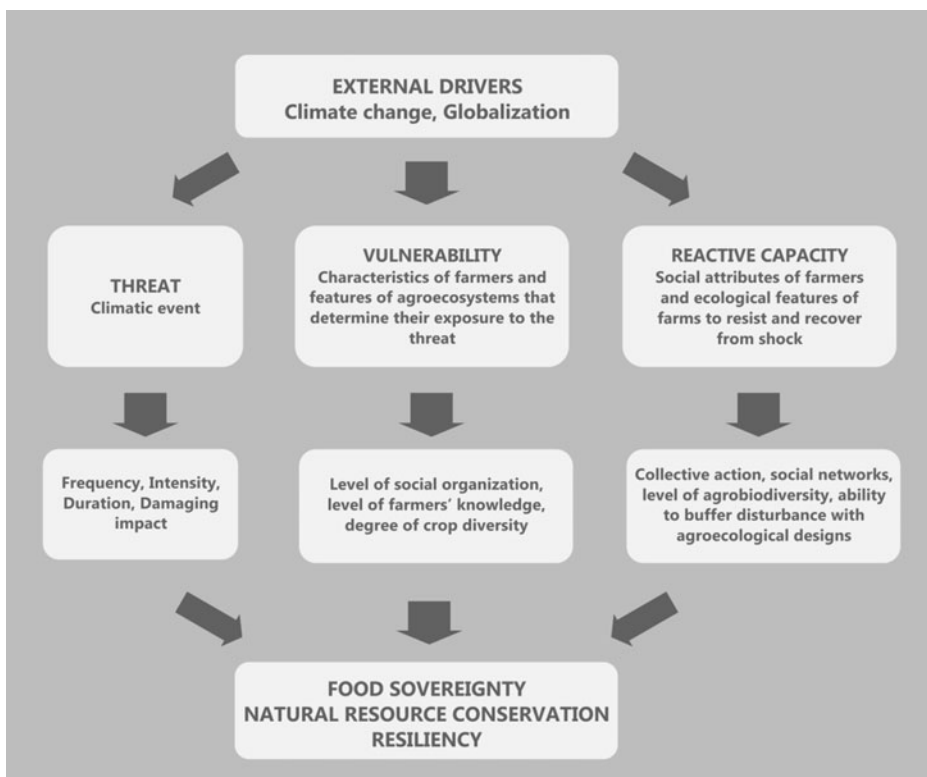 EXTERNAL DRIVERS
Climate change, Globalization
THREAT
Climatic event
VULNERABILITY
Characteristics of farmers and
features of agroecosystems that
determine their exposure to the
threat
REACTIVE CAPACITY
Social attributes of farmers
and ecological features of
farms to resist and recover
from shock
Frequency, Intensity,
Duration, Damaging
impact
Level of social organization,
level of farmers’ knowledge,
degree of crop diversity
Collective action, social networks,
level of agrobiodiversity, ability
to buffer disturbance with
agroecological designs
FOOD SOVEREIGNTY
NATURAL RESOURCE CONSERVATION
RESILIENCY